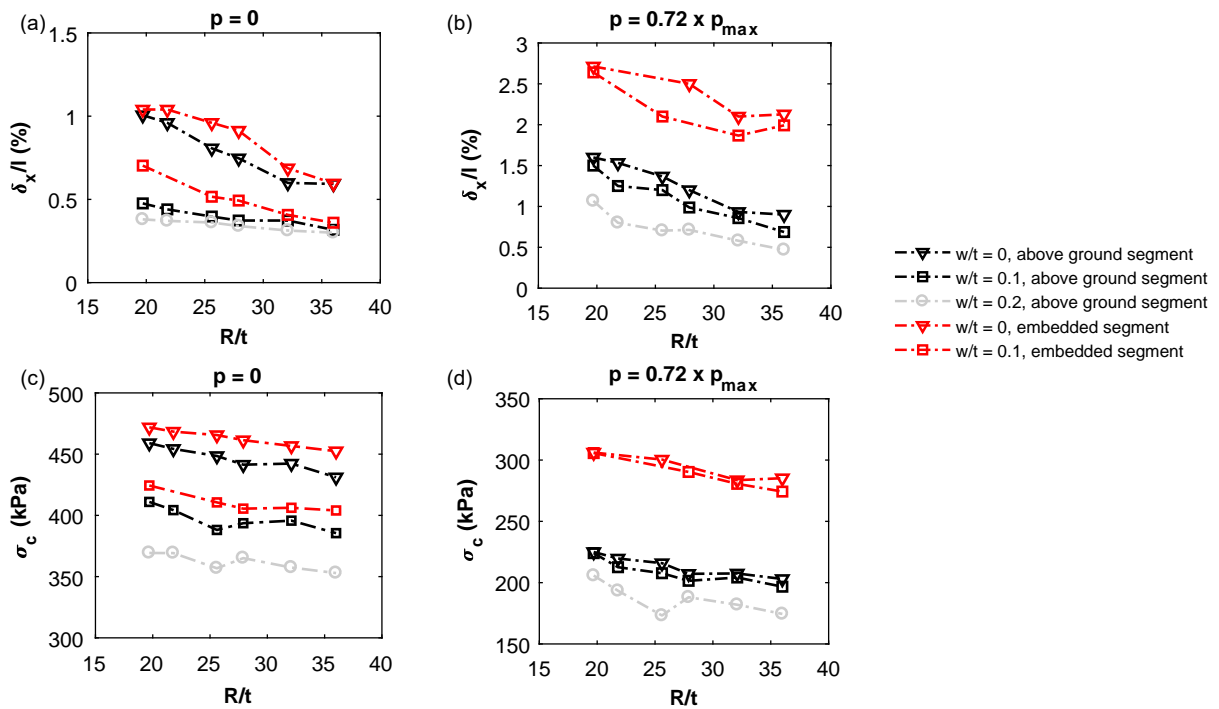 (a)
p = 0
1.5
1
0.5
0
15
20
25
30
35
40
δx/l (%)
R/t
(b)
p = 0.72 x pmax
3
2.5
2
1.5
1
0.5
0
15
20
25
30
35
40
δx/l (%)
R/t
w/t = 0, above ground segment
w/t = 0.1, above ground segment
w/t = 0.2, above ground segment
w/t = 0, embedded segment
w/t = 0.1, embedded segment
(c)
p = 0
500
450
400
350
300
15
20
25
30
35
40
σc (kPa)
R/t
(d)
p = 0.72 x pmax
350
300
250
200
150
15
20
25
30
35
40
σc (kPa)
R/t